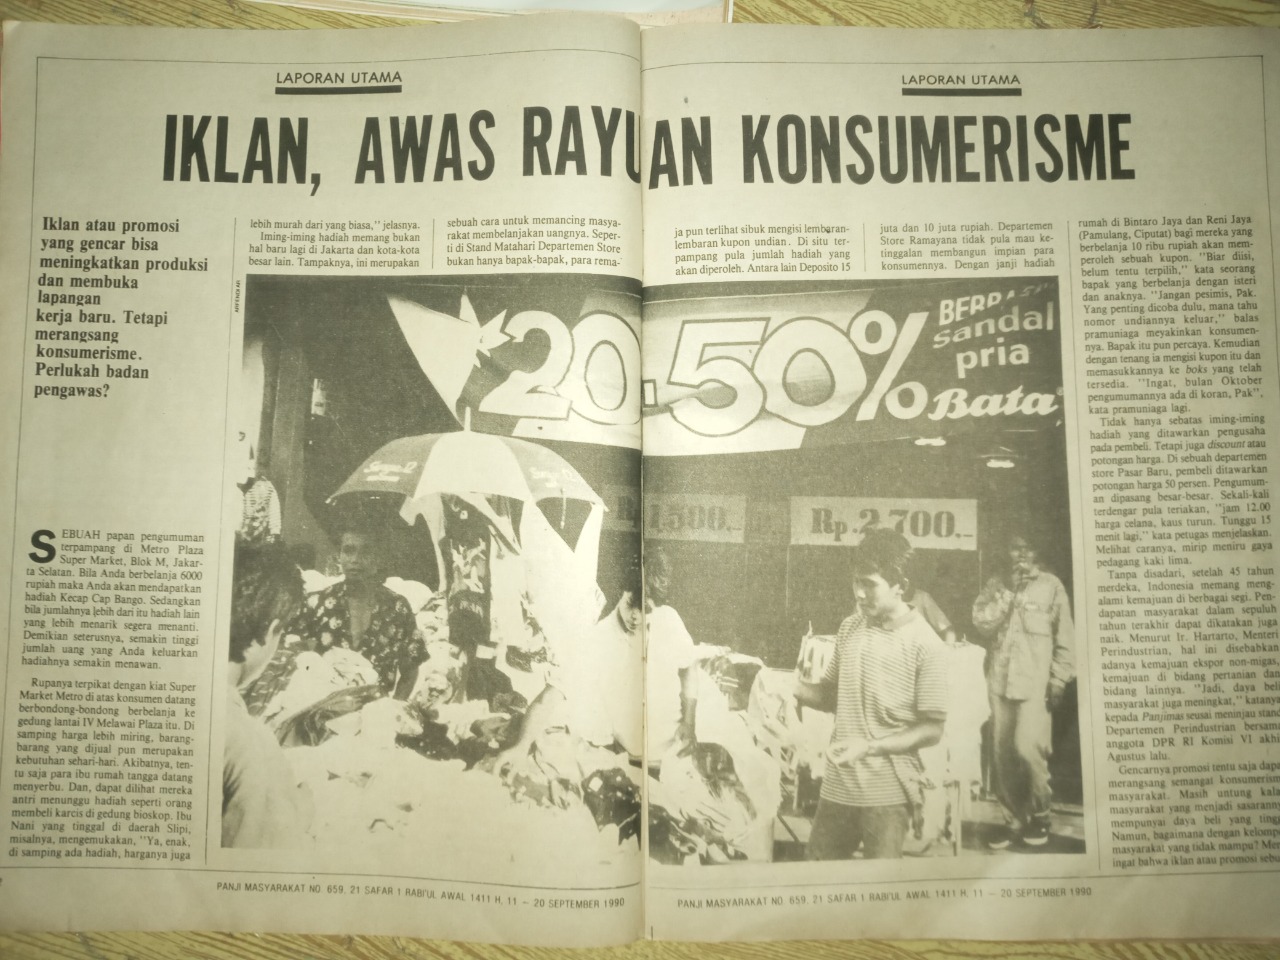 LAPORAN UTAMA
LAPORAN UTAMA
IKLAN, AWAS RAYUAN KONSUMERISME
Iklan atau promosi
yang gencar bisa
meningkatkan produksi
dan membuka
lapangan
kerja baru. Tetapi
merangsang
konsumerisme.
Perlukah badan
pengawas?
SEBUAH papan pengumuman
terpampang di Metro Plaza
Super Market, Blok M, Jakar-
ta Selatan. Bila Anda berbelanja 6000
rupiah maka Anda akan mendapatkan
hadiah Kecap Cap Bango. Sedangkan
bila jumlahnya lebih dari itu hadiah lain
yang lebih menarik segera menanti.
Demikian seterusnya, semakin tinggi
jumlah uang yang Anda keluarkan
hadiahnya semakin menawan.
Rupanya terpikat dengan kiat Super
Market Metro di atas konsumen datang
berbondong-bondong berbelanja ke
gedung lantai IV Melawai Plaza itu. Di
samping harga lebih miring, barang-
barang yang dijual pun merupakan
kebutuhan sehari-hari. Akibatnya, ten-
tu saja para ibu rumah tangga datang
menyerbu. Dan, dapat dilihat mereka
antri menunggu hadiah seperti orang
membeli karcis di gedung bioskop. Ibu
Nani yang tinggal di daerah Slipi,
misalnya, mengemukakan, "Ya, enak,
di samping ada hadiah, harganya juga
lebih murah dari yang biasa," jelasnya.
Iming-iming hadiah memang bukan
hal baru lagi di Jakarta dan kota-kota
besar lain. Tampaknya, ini merupakan
sebuah cara untuk memancing masya-
rakat membelanjakan uangnya. Seper-
ti di Stand Matahari Departemen Store
bukan hanya bapak-bapak, para rema-
ja pun terlihat sibuk mengisi lembaran-
lembaran kupon undian. Di situ ter-
pampang pula jumlah hadiah yang
akan diperoleh. Antara lain Deposito 15
juta dan 10 juta rupiah. Departemen
Store Ramayana tidak pula mau ke-
tinggalan membangun impian para
konsumennya. Dengan janji hadiah
rumah di Bintaro Jaya dan Reni Jaya
(Pamulang, Ciputat) bagi mereka yang
berbelanja 10 ribu rupiah akan mem-
peroleh sebuah kupon. "Biar diisi,
belum tentu terpilih," kata seorang
bapak yang berbelanja dengan isteri
dan anaknya. "Jangan pesimis, Pak.
Yang penting dicoba dulu, mana tahu
nomor undiannya keluar," balas
pramuniaga meyakinkan konsumen-
nya. Bapak itu pun percaya. Kemudian
dengan tenang ia mengisi kupon itu dan
memasukkannya ke boks yang telah
tersedia. "Ingat, bulan Oktober
pengumumannya ada di koran, Pak",
kata pramuniaga lagi.
Tidak hanya sebatas iming-iming
hadiah yang ditawarkan pengusaha
pada pembeli. Tetapi juga discount atau
potongan harga. Di sebuah departemen
store Pasar Baru, pembeli ditawarkan
potongan harga 50 persen. Pengumum-
an dipasang besar-besar. Sekali-kali
terdengar pula teriakan, "jam 12.00
harga celana, kaus turun. Tunggu 15
menit lagi," kata petugas menjelaskan.
Melihat caranya, mirip meniru gaya
pedagang kaki lima.
Tanpa disadari, setelah 45 tahun
merdeka, Indonesia memang meng-
alami kemajuan di berbagai segi. Pen-
dapatan masyarakat dalam sepuluh
tahun terakhir dapat dikatakan juga
naik. Menurut Ir. Hartarto, Menteri
Perindustrian, hal ini disebabkan
adanya kemajuan ekspor non-migas,
kemajuan di bidang pertanian dan
bidang lainnya. "Jadi, daya beli
masyarakat juga meningkat," katanya
kepada Panjimas seusai meninjau stand
Departemen Perindustrian bersama
anggota DPR RI Komisi VI akhi
Agustus lalu.
Gencarnya promosi tentu saja dapa
merangsang semangat konsumerism
masyarakat. Masih untung kala
masyarakat yang menjadi sasarann
mempunyai daya beli yang ting
Namun, bagaimana dengan kelomp
masyarakat yang tidak mampu? Men
ingat bahwa iklan atau promosi sebu
20-50%
sandal
pria
Bata
Rp.1500,-
Rp.2.700,-
PANJI MASYARAKAT NO. 659, 21 SAFAR 1 RABI'UL AWAL 1411 H, 11 – 20 SEPTEMBER 1990
PANJI MASYARAKAT NO. 659, 21 SAFAR 1 RABI'UL AWAL 1411 H, 11 – 20 SEPTEMBER 1990